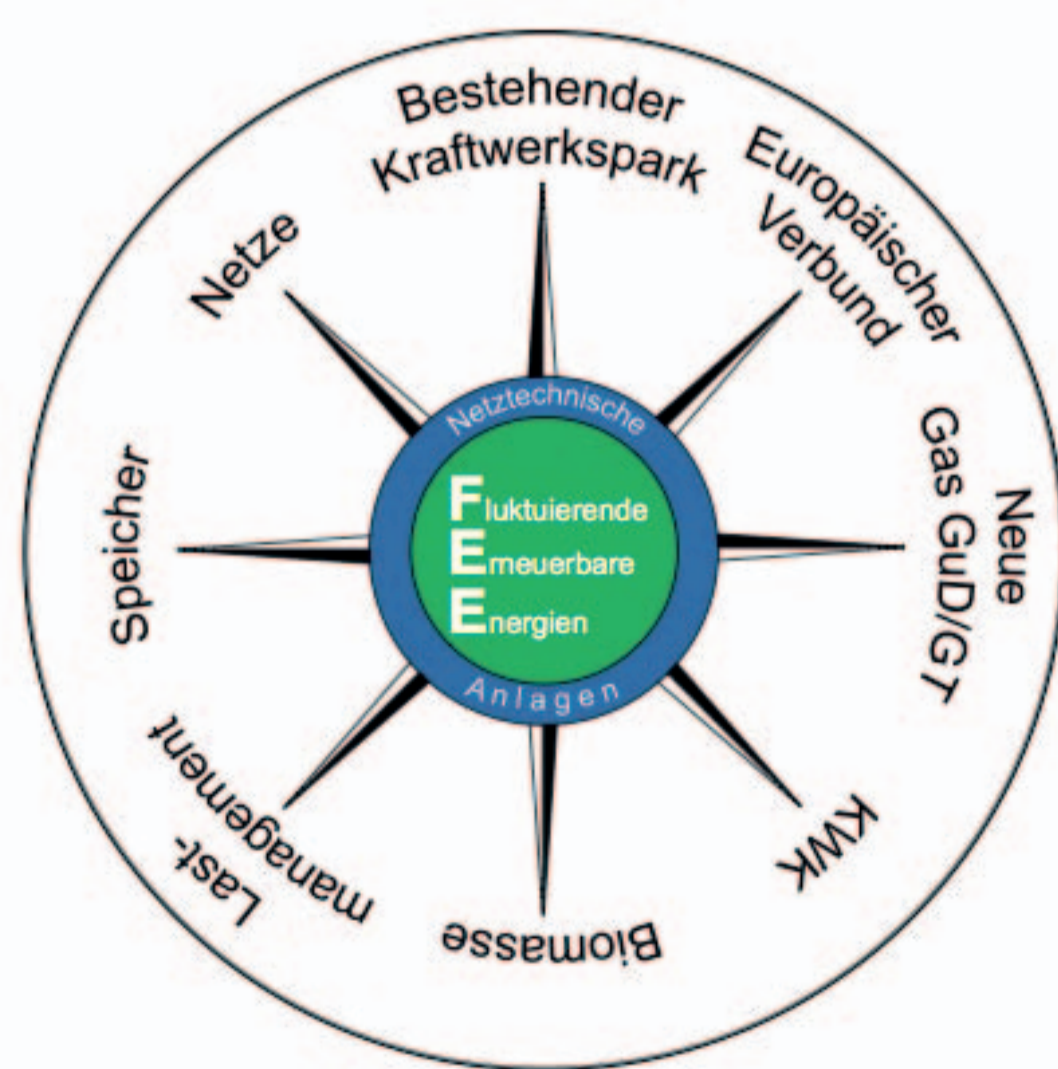 Bestehender
Kraftwerkspark
Europäischer
Verbund
Neue
Gas GuD/GT
KWK
Biomasse
Last-
management
Speicher
Netze
Netztechnische
Anlagen
Fluktuierende
Erneuerbare
Energien